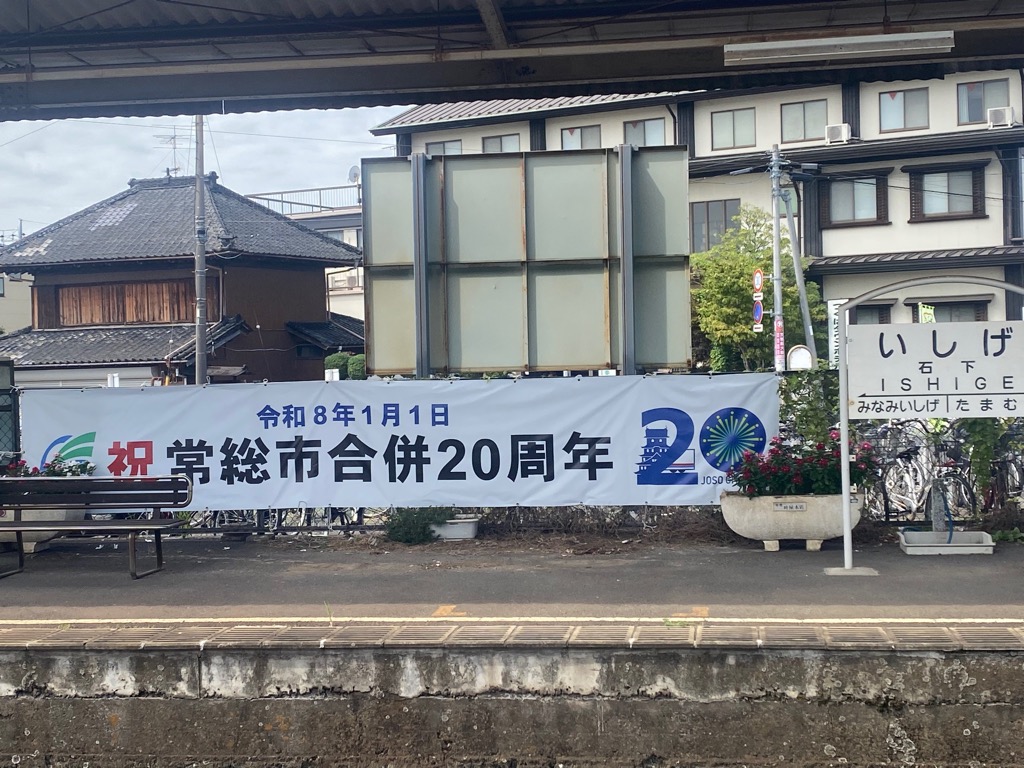 令和8年1月1日
祝 常総市合併20周年
20
JOSO
いしげ
石下
ISHIGE
みなみいしげ たまむ